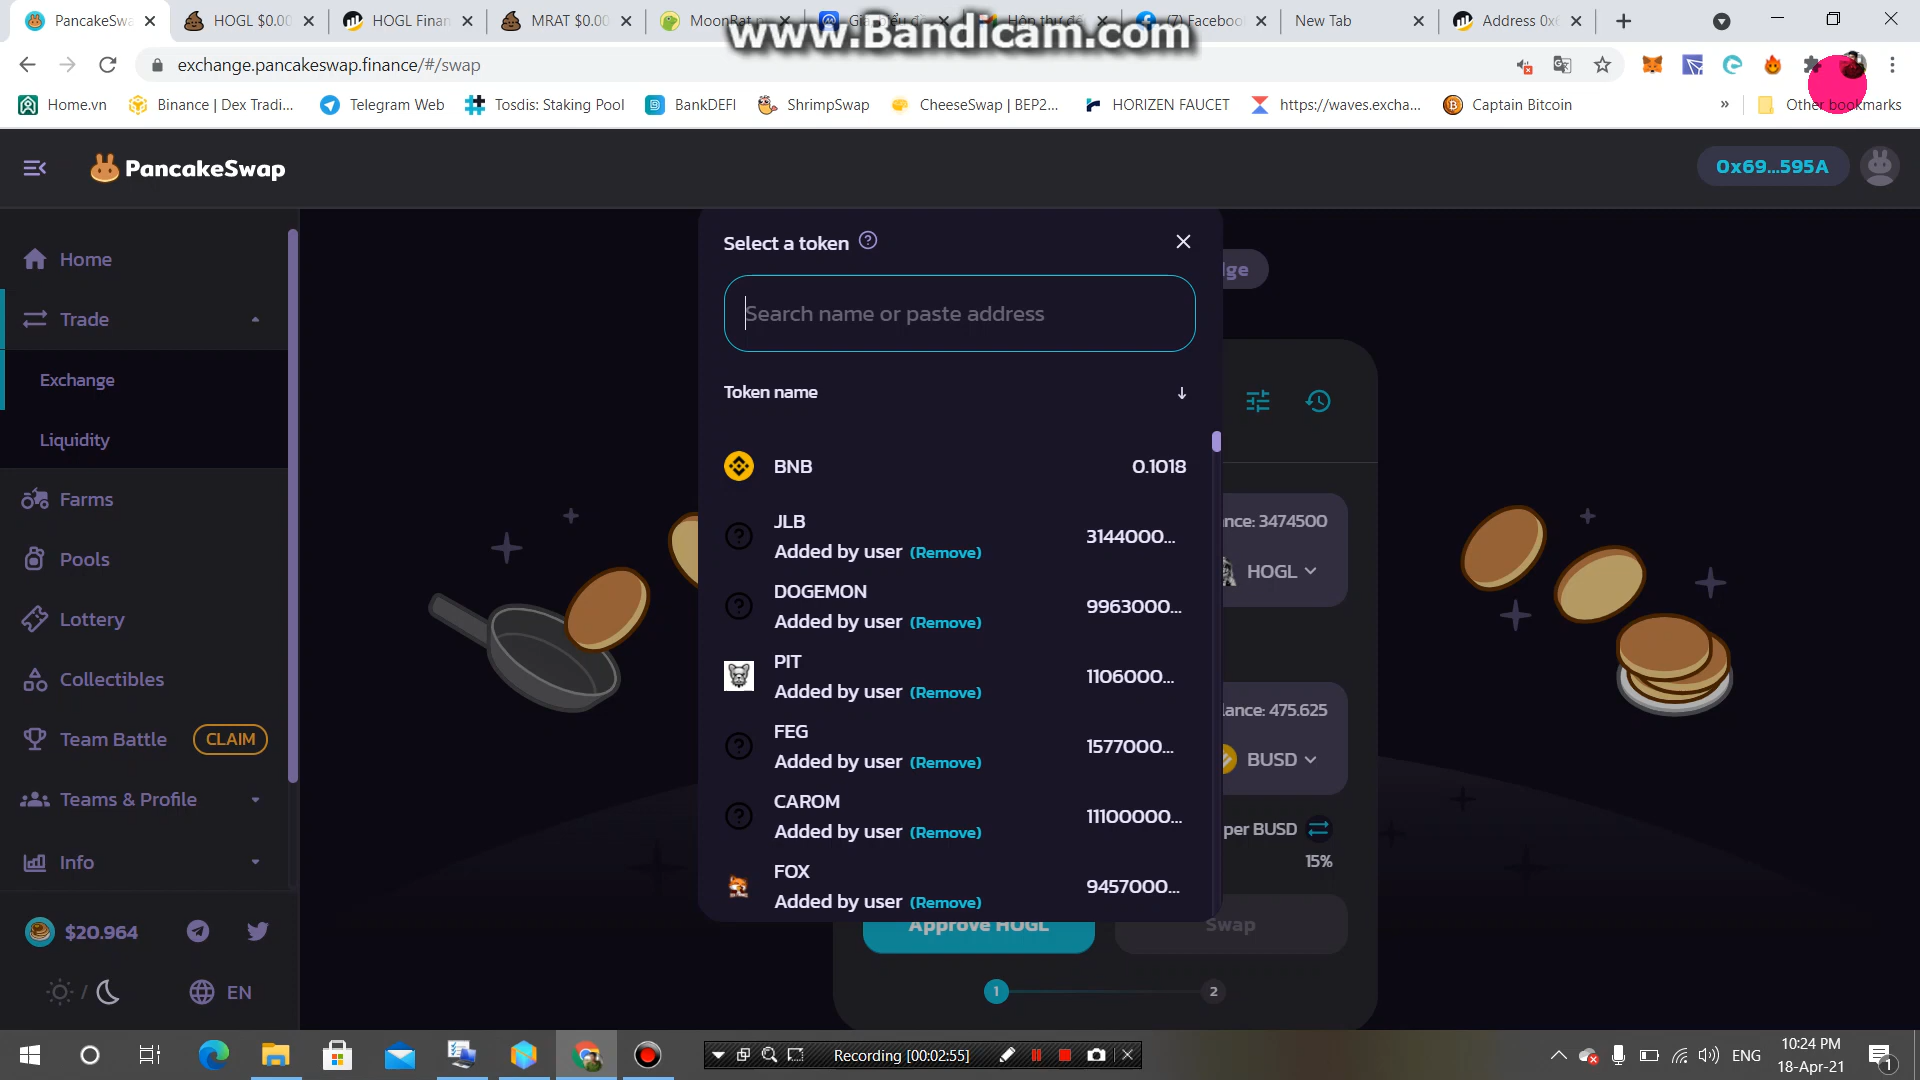 PancakeSwa
HOGL $0.00
HOGL Finan
MRAT $0.00
MoonRat
(7) Faceboo
New Tab
Address 0x
www.Bandicam.com
exchange.pancakeswap.finance/#/swap
Home.vn
Binance | Dex Tradi...
Telegram Web
Tosdis: Staking Pool
BankDEFI
ShrimpSwap
CheeseSwap | BEP2...
HORIZEN FAUCET
https://waves.excha...
Captain Bitcoin
»
Other bookmarks
PancakeSwap
0x69...595A
Home
Trade
Exchange
Liquidity
Farms
Pools
Lottery
Collectibles
Team Battle
CLAIM
Teams & Profile
Info
$20.964
/
EN
Select a token
Search name or paste address
Token name
BNB
0.1018
JLB
Added by user (Remove)
3144000...
DOGEMON
Added by user (Remove)
9963000...
PIT
Added by user (Remove)
1106000...
FEG
Added by user (Remove)
1577000...
CAROM
Added by user (Remove)
11100000...
FOX
Added by user (Remove)
9457000...
dge
nce: 3474500
HOGL
lance: 475.625
BUSD
per BUSD
15%
Approve HOGL
Swap
1
2
Recording [00:02:55]
ENG
10:24 PM
18-Apr-21
1